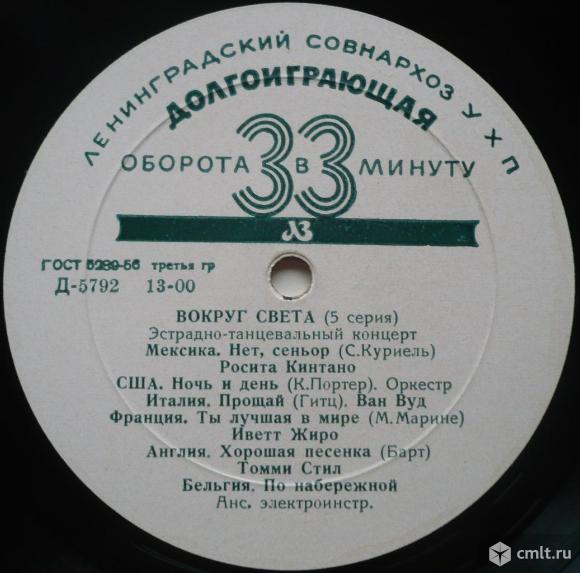 ЛЕНИНГРАДСКИЙ СОВНАРХОЗ УХП
ДОЛГОИГРАЮЩАЯ
ОБОРОТА 33 В МИНУТУ
ЛЗ
ГОСТ 5289-56 третья гр
Д-5792 13-00
ВОКРУГ СВЕТА (5 серия)
Эстрадно-танцевальный концерт
Мексика. Нет, сеньор (С.Куриель)
Росита Кинтано
США. Ночь и день (К.Портер). Оркестр
Италия. Прощай (Гитц). Ван Вуд
Франция. Ты лучшая в мире (М.Марине)
Иветт Жиро
Англия. Хорошая песенка (Барт)
Томми Стил
Бельгия. По набережной
Анс. электроинстр.
cmlt.ru